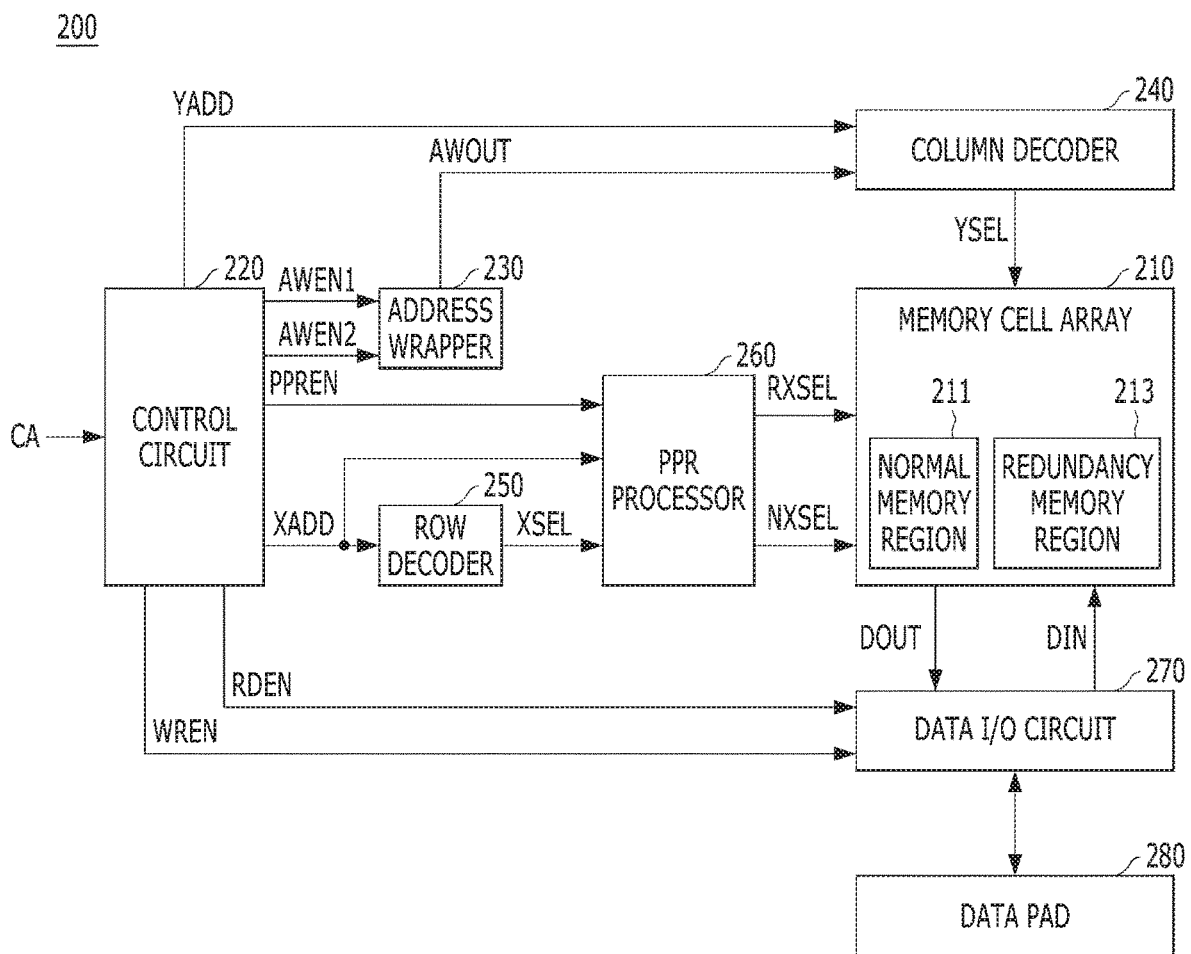 200
240
YADD
COLUMN DECODER
AWOUT
YSEL
220
AWEN1
230
210
ADDRESS
WRAPPER
MEMORY CELL ARRAY
AWEN2
260
PPREN
RXSEL
211
213
CA
CONTROL
CIRCUIT
PPR
PROCESSOR
NORMAL
MEMORY
REGION
REDUNDANCY
MEMORY
REGION
250
XADD
ROW
DECODER
XSEL
NXSEL
DOUT
DIN
270
RDEN
WREN
DATA I/O CIRCUIT
280
DATA PAD